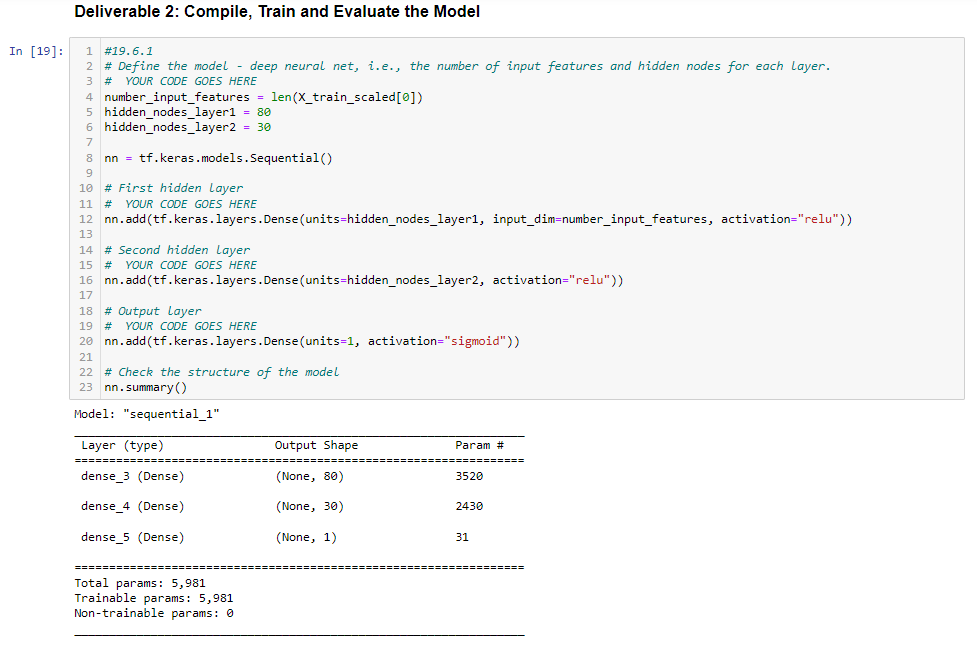 Deliverable 2: Compile, Train and Evaluate the Model
In [19]:
1 #19.6.1
2 # Define the model - deep neural net, i.e., the number of input features and hidden nodes for each layer.
3 #  YOUR CODE GOES HERE
4 number_input_features = len(X_train_scaled[0])
5 hidden_nodes_layer1 = 80
6 hidden_nodes_layer2 = 30
7
8 nn = tf.keras.models.Sequential()
9
10 # First hidden layer
11 #  YOUR CODE GOES HERE
12 nn.add(tf.keras.layers.Dense(units=hidden_nodes_layer1, input_dim=number_input_features, activation="relu"))
13
14 # Second hidden layer
15 #  YOUR CODE GOES HERE
16 nn.add(tf.keras.layers.Dense(units=hidden_nodes_layer2, activation="relu"))
17
18 # Output layer
19 #  YOUR CODE GOES HERE
20 nn.add(tf.keras.layers.Dense(units=1, activation="sigmoid"))
21
22 # Check the structure of the model
23 nn.summary()
Model: "sequential_1"
_________________________________________________________________
Layer (type)                Output Shape              Param #
=================================================================
dense_3 (Dense)             (None, 80)                3520
dense_4 (Dense)             (None, 30)                2430
dense_5 (Dense)             (None, 1)                 31
=================================================================
Total params: 5,981
Trainable params: 5,981
Non-trainable params: 0
_________________________________________________________________